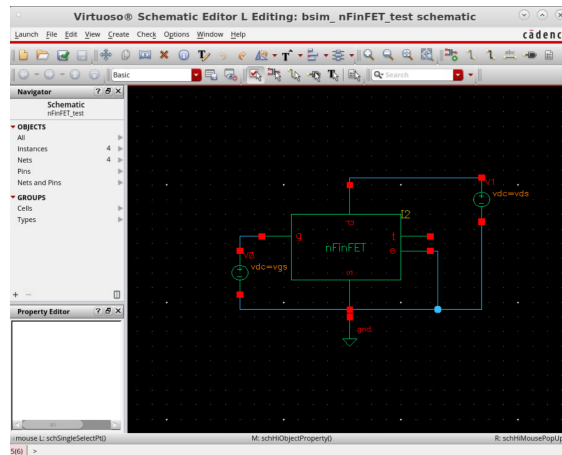 Virtuoso® Schematic Editor L Editing: bsim_ nFinFET_test schematic
Launch File Edit View Create Check Options Window Help
cādence
Basic
Search
Navigator
Schematic
nFinFET_test
OBJECTS
All
Instances 4
Nets 4
Pins
Nets and Pins
GROUPS
Cells
Types
Property Editor
V1
vdc=vds
I2
d
g
nFinFET
t
e
s
V0
vdc=vgs
gnd
mouse L: schSingleSelectPt() M: schHiObjectProperty() R: schHiMousePopUp
5(6) >